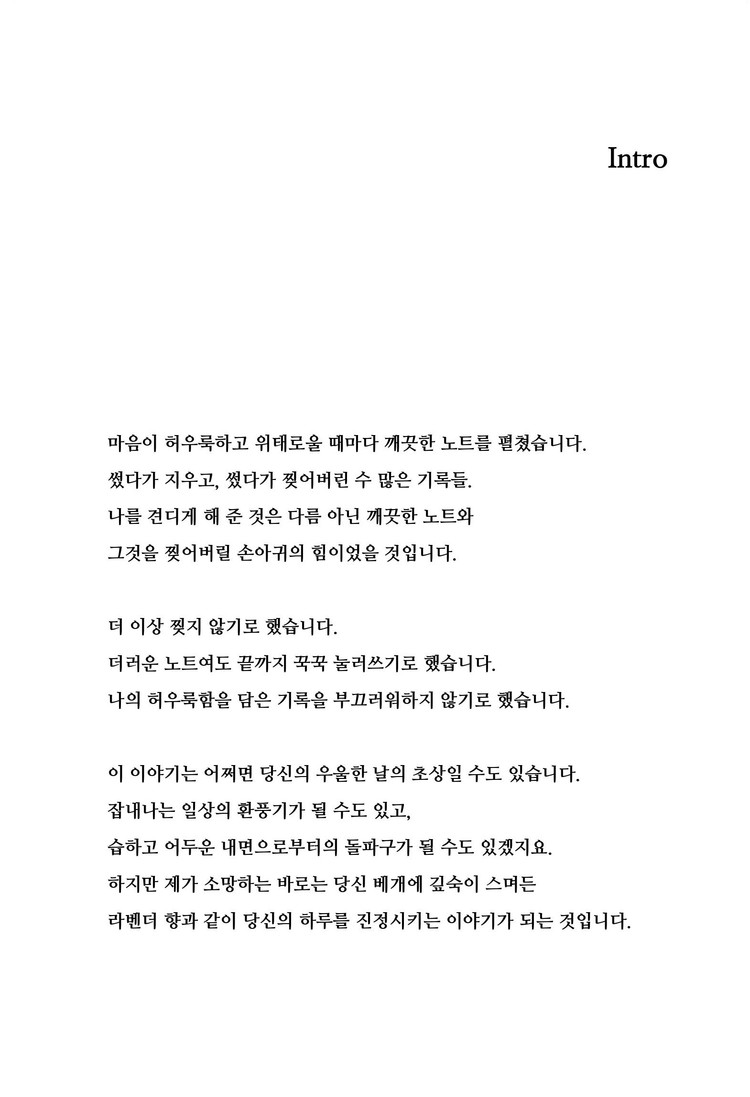 Intro
마음이 허우룩하고 위태로울 때마다 깨끗한 노트를 펼쳤습니다.
썼다가 지우고, 썼다가 찢어버린 수 많은 기록들.
나를 견디게 해 준 것은 다름 아닌 깨끗한 노트와
그것을 찢어버릴 손아귀의 힘이었을 것입니다.
더 이상 찢지 않기로 했습니다.
더러운 노트여도 끝까지 꾹꾹 눌러쓰기로 했습니다.
나의 허우룩함을 담은 기록을 부끄러워하지 않기로 했습니다.
이 이야기는 어쩌면 당신의 우울한 날의 초상일 수도 있습니다.
잡내나는 일상의 환풍기가 될 수도 있고,
습하고 어두운 내면으로부터의 돌파구가 될 수도 있겠지요.
하지만 제가 소망하는 바로는 당신 베개에 깊숙이 스며든
라벤더 향과 같이 당신의 하루를 진정시키는 이야기가 되는 것입니다.